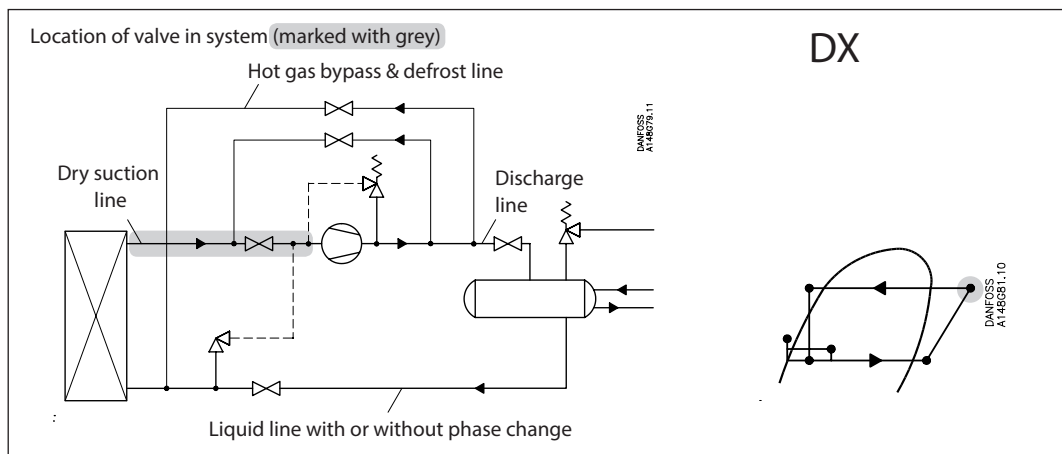 Location of valve in system (marked with grey)
DX
Hot gas bypass & defrost line
DANFOSS
A148G79.11
Dry suction
line
Discharge
line
DANFOSS
A148G81.10
Liquid line with or without phase change